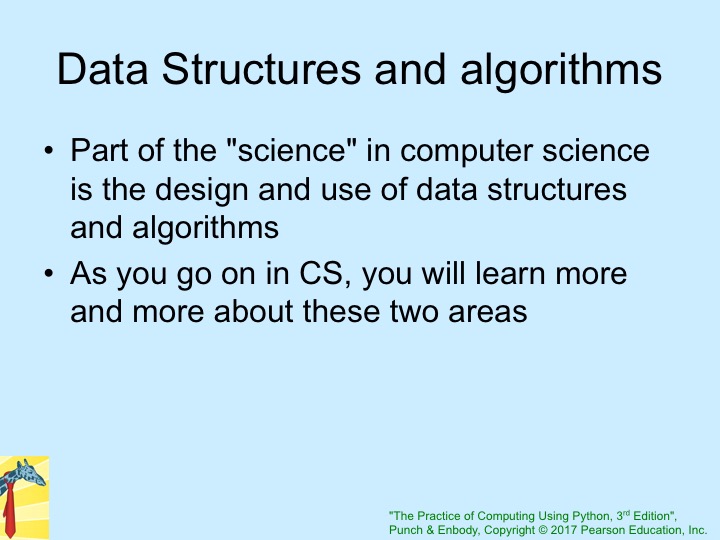 Data Structures and algorithms
• Part of the "science" in computer science
is the design and use of data structures
and algorithms
• As you go on in CS, you will learn more
and more about these two areas
"The Practice of Computing Using Python, 3rd Edition",
Punch & Enbody, Copyright © 2017 Pearson Education, Inc.